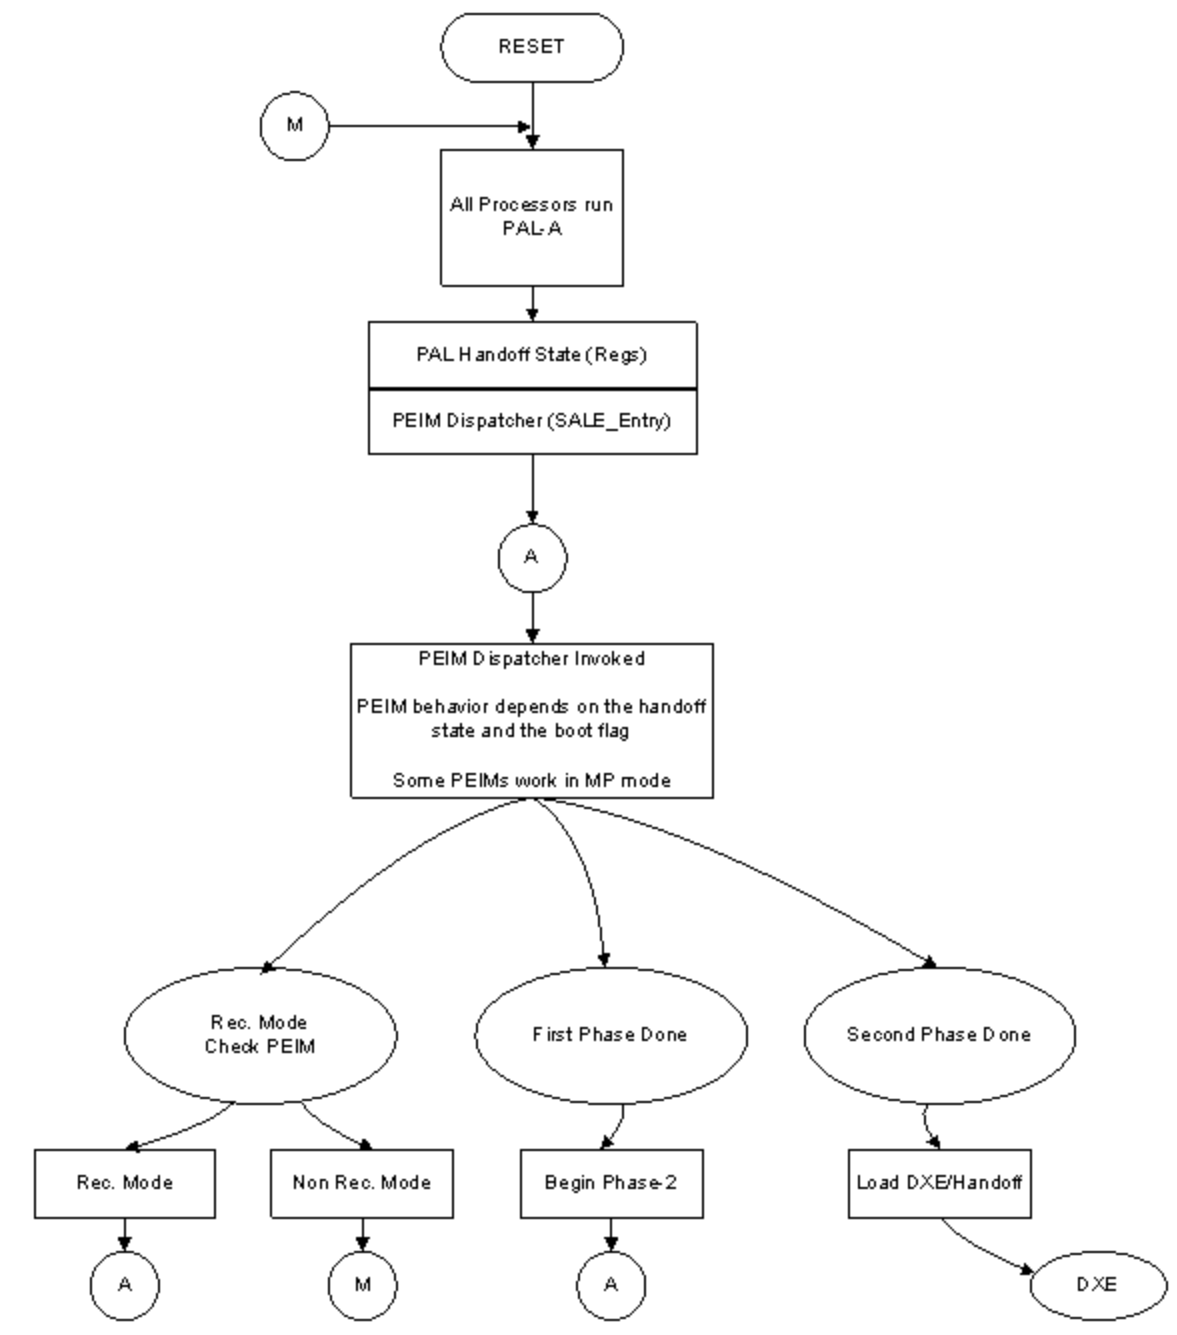 RESET
M
All Processors run
PAL-A
PAL Handoff State (Regs)
PEIM Dispatcher (SALE_Entry)
A
PEIM Dispatcher Invoked
PEIM behavior depends on the handoff
state and the boot flag
Some PEIMs work in MP mode
Rec. Mode
Check PEIM
First Phase Done
Second Phase Done
Rec. Mode
Non Rec. Mode
Begin Phase-2
Load DXE/Handoff
A
M
A
DXE